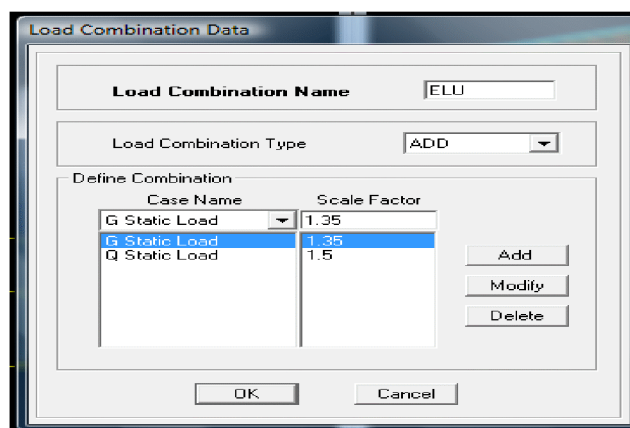 Load Combination Data
Load Combination Name ELU
Load Combination Type ADD
Define Combination
Case Name Scale Factor
G Static Load 1.35
G Static Load 1.35
Q Static Load 1.5
Add
Modify
Delete
OK Cancel